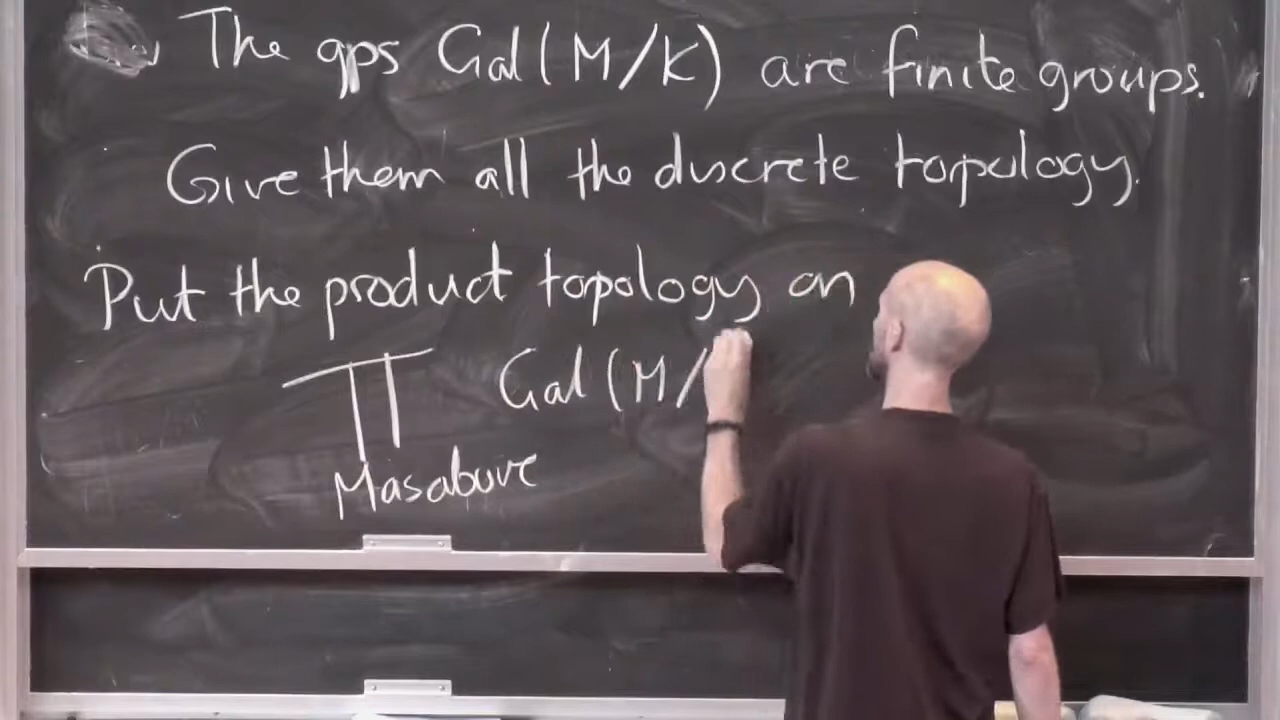 The gps Gal(M/K) are finite groups.
Give them all the discrete topology.
Put the product topology on
∏ Gal(M/
M as above